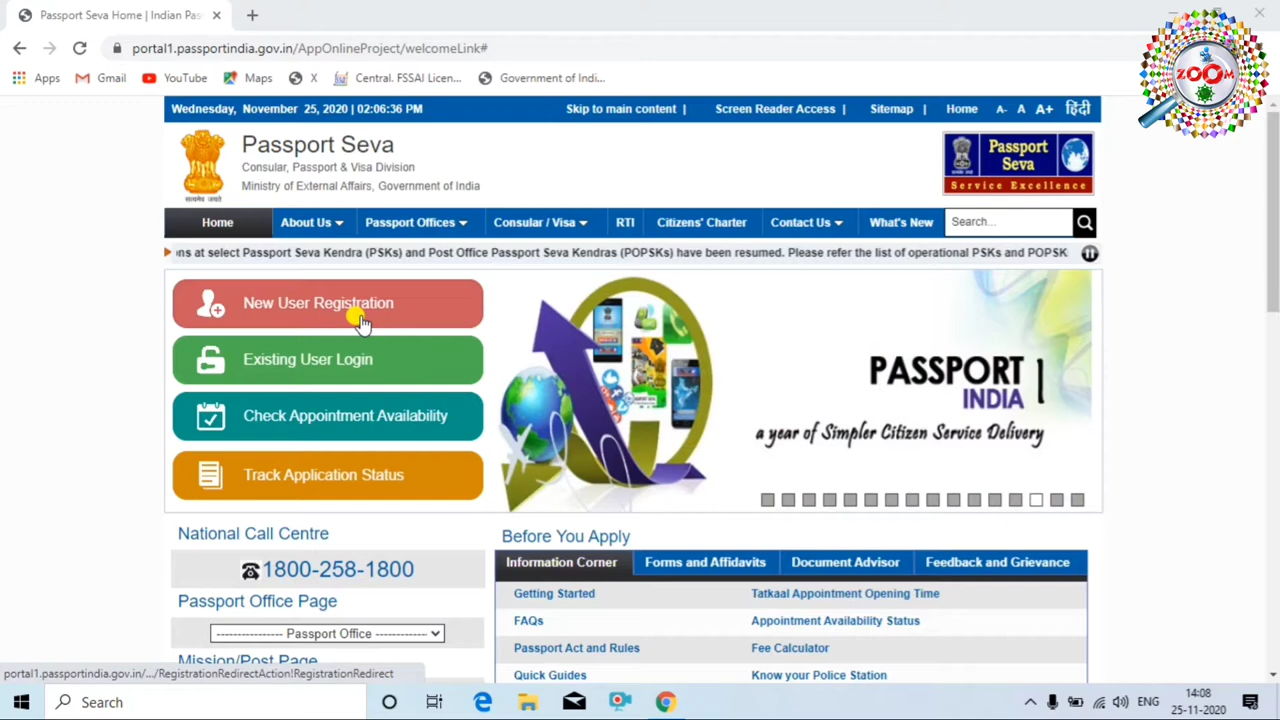 Passport Seva Home | Indian Pas
portal1.passportindia.gov.in/AppOnlineProject/welcomeLink#
Apps Gmail YouTube Maps X Central. FSSAI Licen... Government of Indi...
ZOOM
Wednesday, November 25, 2020 | 02:06:36 PM Skip to main content | Screen Reader Access | Sitemap | Home A- A A+ हिंदी
Passport Seva
Consular, Passport & Visa Division
Ministry of External Affairs, Government of India
सत्यमेव जयते
Passport
Seva
Service Excellence
Home About Us Passport Offices Consular / Visa RTI Citizens' Charter Contact Us What's New Search...
ns at select Passport Seva Kendra (PSKs) and Post Office Passport Seva Kendras (POPSKs) have been resumed. Please refer the list of operational PSKs and POPSK
New User Registration
Existing User Login
Check Appointment Availability
Track Application Status
PASSPORT
INDIA
1
a year of Simpler Citizen Service Delivery
National Call Centre
1800-258-1800
Passport Office Page
---------------- Passport Office -------------
Mission/Post Page
Before You Apply
Information Corner Forms and Affidavits Document Advisor Feedback and Grievance
Getting Started Tatkaal Appointment Opening Time
FAQs Appointment Availability Status
Passport Act and Rules Fee Calculator
Quick Guides Know your Police Station
portal1.passportindia.gov.in/.../RegistrationRedirectAction!RegistrationRedirect
Search
ENG
14:08
25-11-2020